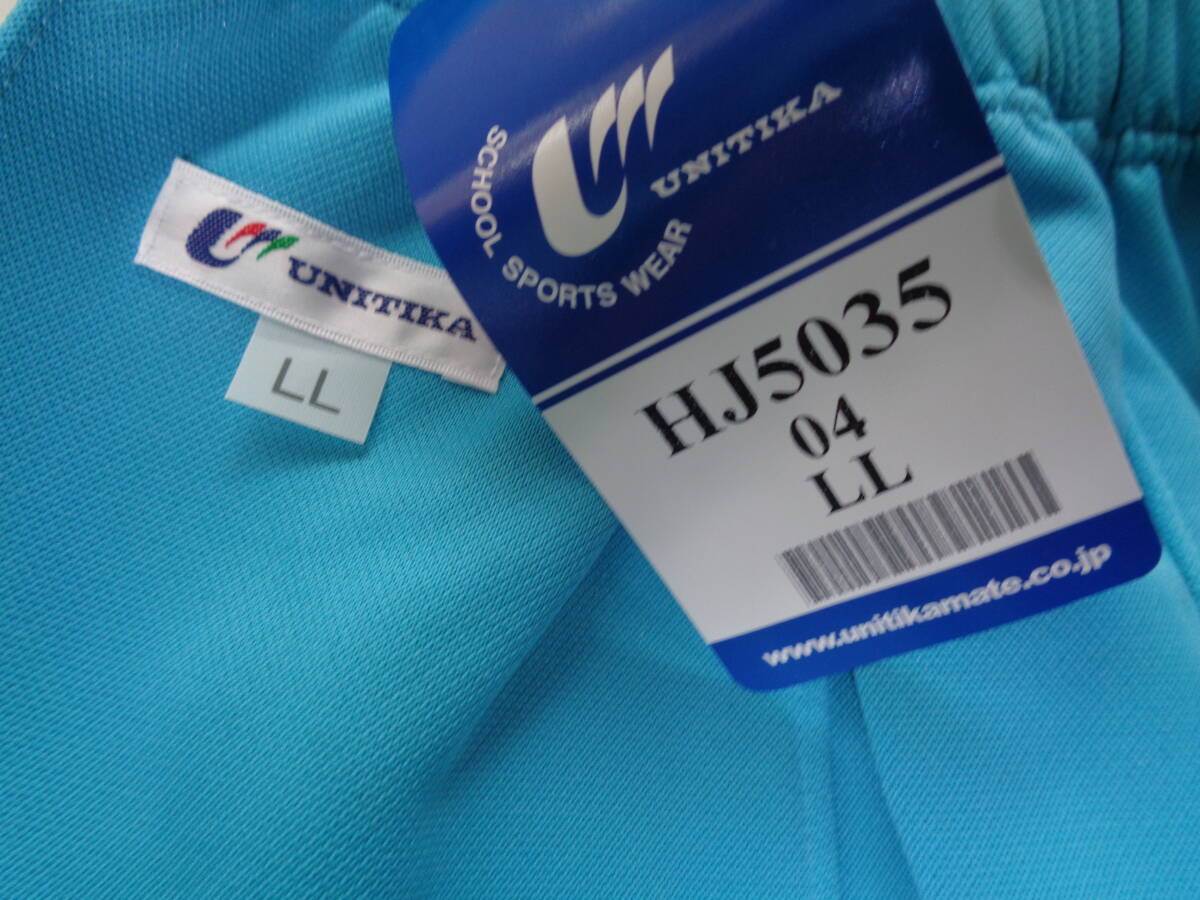 UNITIKA
LL
UNITIKA
SCHOOL SPORTS WEAR
HJ5035
04
LL
www.unitikamate.co.jp